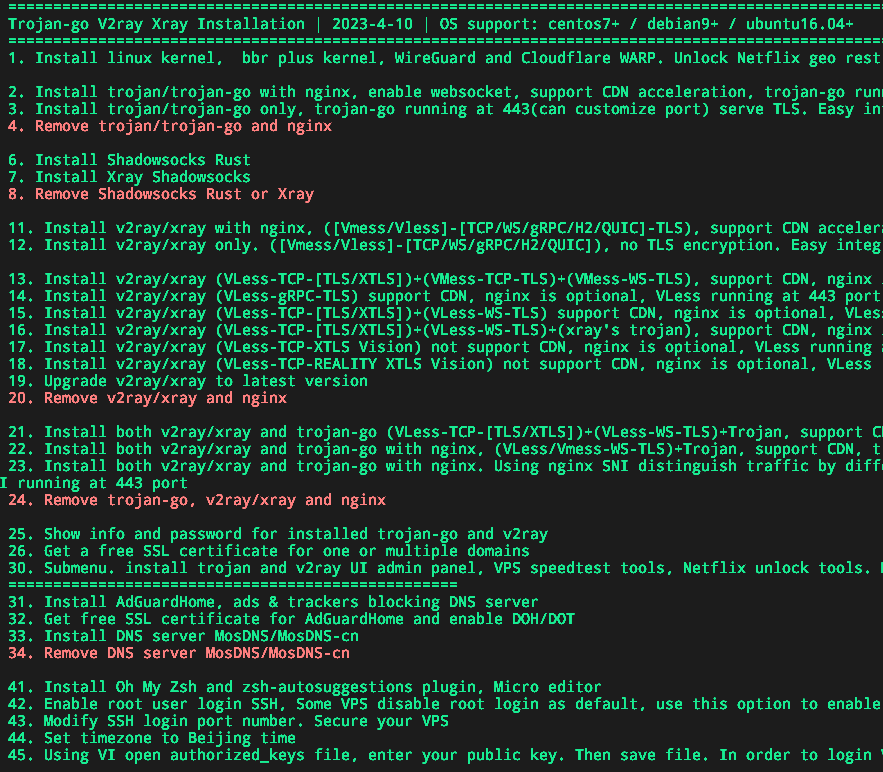 ==================================================
Trojan-go V2ray Xray Installation | 2023-4-10 | OS support: centos7+ / debian9+ / ubuntu16.04+
==================================================
1. Install linux kernel,  bbr plus kernel, WireGuard and Cloudflare WARP. Unlock Netflix geo rest
2. Install trojan/trojan-go with nginx, enable websocket, support CDN acceleration, trojan-go run
3. Install trojan/trojan-go only, trojan-go running at 443(can customize port) serve TLS. Easy in
4. Remove trojan/trojan-go and nginx
6. Install Shadowsocks Rust
7. Install Xray Shadowsocks
8. Remove Shadowsocks Rust or Xray
11. Install v2ray/xray with nginx, ([Vmess/Vless]-[TCP/WS/gRPC/H2/QUIC]-TLS), support CDN acceler
12. Install v2ray/xray only. ([Vmess/Vless]-[TCP/WS/gRPC/H2/QUIC]), no TLS encryption. Easy integ
13. Install v2ray/xray (VLess-TCP-[TLS/XTLS])+(VMess-TCP-TLS)+(VMess-WS-TLS), support CDN, nginx
14. Install v2ray/xray (VLess-gRPC-TLS) support CDN, nginx is optional, VLess running at 443 port
15. Install v2ray/xray (VLess-TCP-[TLS/XTLS])+(VLess-WS-TLS) support CDN, nginx is optional, VLes
16. Install v2ray/xray (VLess-TCP-[TLS/XTLS])+(VLess-WS-TLS)+(xray's trojan), support CDN, nginx
17. Install v2ray/xray (VLess-TCP-XTLS Vision) not support CDN, nginx is optional, VLess running
18. Install v2ray/xray (VLess-TCP-REALITY XTLS Vision) not support CDN, nginx is optional, VLess
19. Upgrade v2ray/xray to latest version
20. Remove v2ray/xray and nginx
21. Install both v2ray/xray and trojan-go (VLess-TCP-[TLS/XTLS])+(VLess-WS-TLS)+Trojan, support C
22. Install both v2ray/xray and trojan-go with nginx, (VLess/Vmess-WS-TLS)+Trojan, support CDN, t
23. Install both v2ray/xray and trojan-go with nginx. Using nginx SNI distinguish traffic by diff
I running at 443 port
24. Remove trojan-go, v2ray/xray and nginx
25. Show info and password for installed trojan-go and v2ray
26. Get a free SSL certificate for one or multiple domains
30. Submenu. install trojan and v2ray UI admin panel, VPS speedtest tools, Netflix unlock tools.
==================================================
31. Install AdGuardHome, ads & trackers blocking DNS server
32. Get free SSL certificate for AdGuardHome and enable DOH/DOT
33. Install DNS server MosDNS/MosDNS-cn
34. Remove DNS server MosDNS/MosDNS-cn
41. Install Oh My Zsh and zsh-autosuggestions plugin, Micro editor
42. Enable root user login SSH, Some VPS disable root login as default, use this option to enable
43. Modify SSH login port number. Secure your VPS
44. Set timezone to Beijing time
45. Using VI open authorized_keys file, enter your public key. Then save file. In order to login